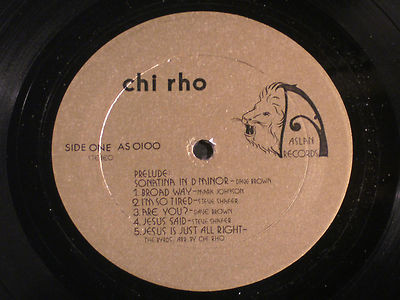 chi rho
SIDE ONE AS 0100
STEREO
ASLAN
RECORDS
PRELUDE:
SONATINA IN D MINOR-DAVE BROWN
1. BROAD WAY-MARK JOHNSON
2. I'M SO TIRED-STEVE SHAFER
3. ARE YOU?-DAVE BROWN
4. JESUS SAID-STEVE SHAFER
5. JESUS IS JUST ALL RIGHT-
THE BYRDS, ARR. BY CHI RHO